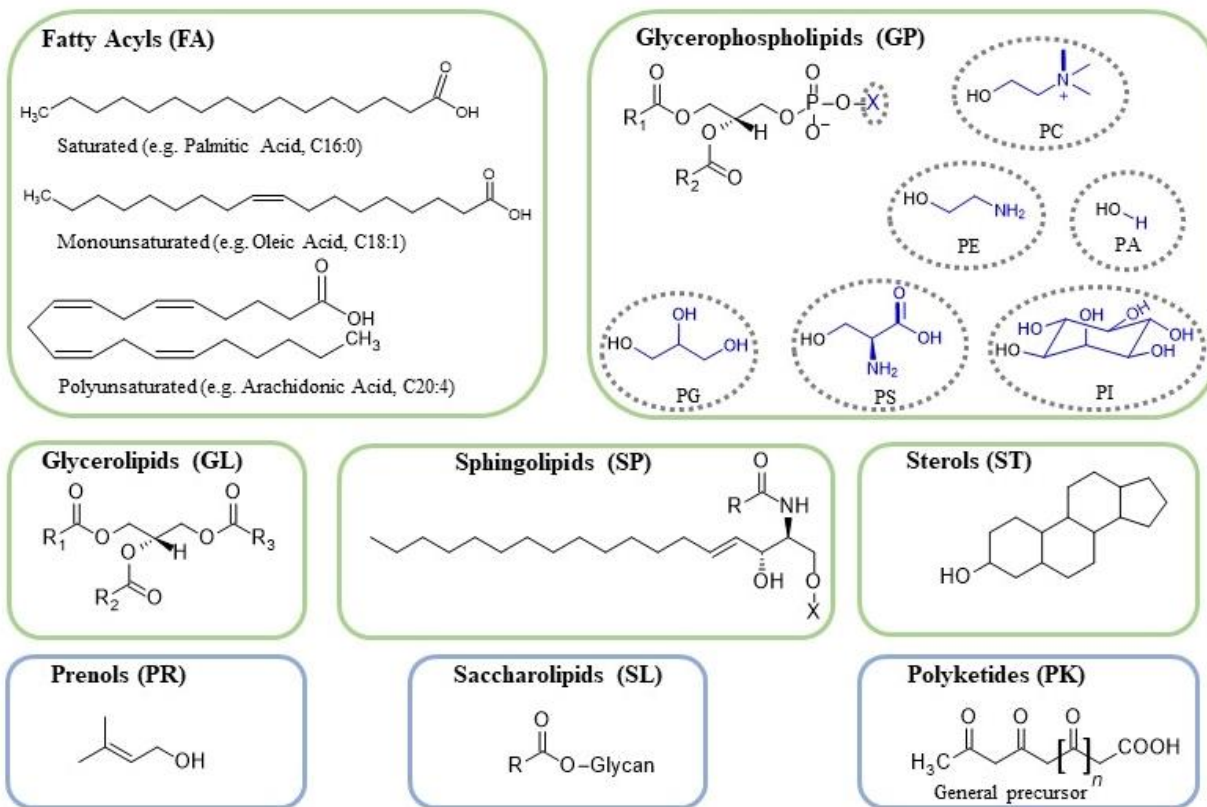 Fatty Acyls (FA)
H₃C
O
OH
Saturated (e.g. Palmitic Acid, C16:0)
H₃C
O
OH
Monounsaturated (e.g. Oleic Acid, C18:1)
O
OH
CH₃
Polyunsaturated (e.g. Arachidonic Acid, C20:4)
Glycerophospholipids (GP)
O
R₁
O
H
O
O
P
O⁻
O
X
R₂
O
HO
N⁺
PC
HO
NH₂
PE
HO
H
PA
HO
OH
OH
PG
HO
O
OH
NH₂
PS
OH
HO
OH
OH
OH
HO
OH
PI
Glycerolipids (GL)
O
R₁
O
O
H
O
O
R₃
R₂
O
Sphingolipids (SP)
O
R
NH
OH
O
X
Sterols (ST)
HO
Prenols (PR)
OH
Saccharolipids (SL)
O
R
O–Glycan
Polyketides (PK)
O O O
H₃C [ ]n COOH
General precursor